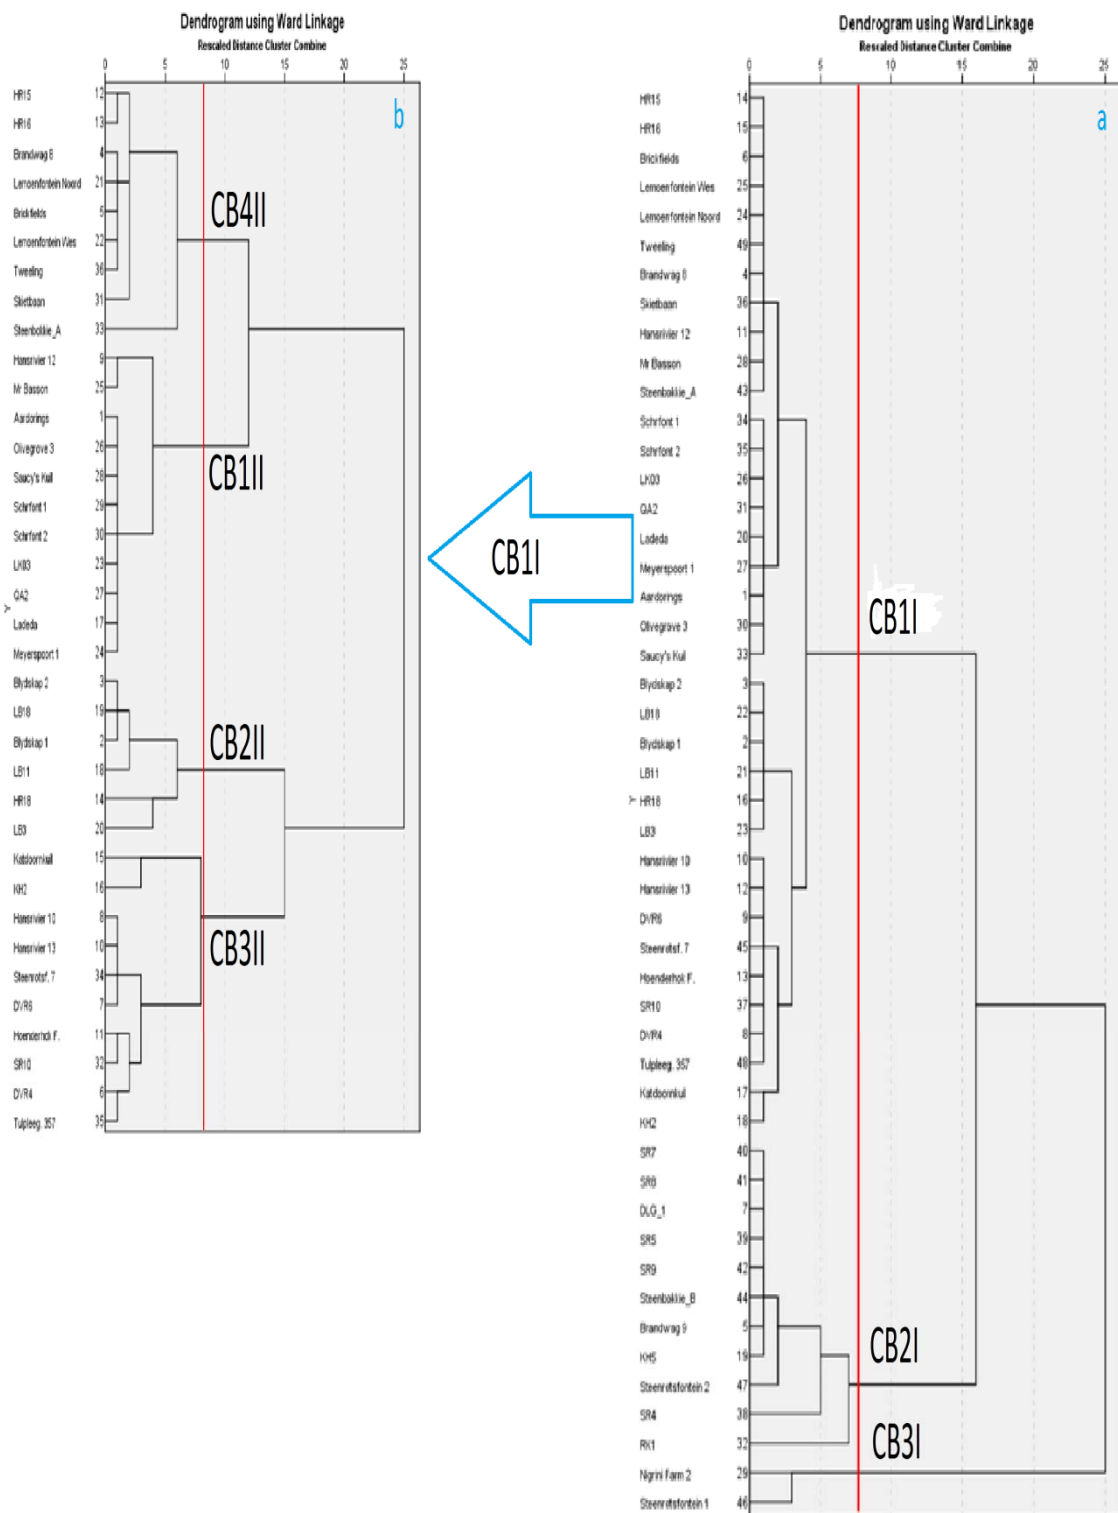 Dendrogram using Ward Linkage
Rescaled Distance Cluster Combine
0 5 10 15 20 25
b
HR15 12
HR16 13
Brandwag 8 4
Lemoenfontein Noord 21
Brickfields 5
Lemoenfontein Wes 22
Tweeling 36
Skietbaan 31
Steenbokkie_A 33
Hansrivier 12 9
Mr Basson 25
Aardorings 1
Olivegrove 3 26
Saucy's Kuil 28
Schrfont 1 29
Schrfont 2 30
LK03 23
QA2 27
Ladeda 17
Meyerspoort 1 24
Blydskap 2 3
LB18 19
Blydskap 1 2
LB11 18
HR18 14
LB3 20
Katdoornkuil 15
KH2 16
Hansrivier 10 8
Hansrivier 13 10
Steenrotsf. 7 34
DVR6 7
Hoenderhok F. 11
SR10 32
DVR4 6
Tulpleeg. 357 35
Y
CB4II
CB1II
CB2II
CB3II
CB1I
Dendrogram using Ward Linkage
Rescaled Distance Cluster Combine
0 5 10 15 20 25
a
HR15 14
HR16 15
Brickfields 6
Lemoenfontein Wes 25
Lemoenfontein Noord 24
Tweeling 49
Brandwag 8 4
Skietbaan 36
Hansrivier 12 11
Mr Basson 28
Steenbokkie_A 43
Schrfont 1 34
Schrfont 2 35
LK03 26
QA2 31
Ladeda 20
Meyerspoort 1 27
Aardorings 1
Olivegrove 3 30
Saucy's Kuil 33
Blydskap 2 3
LB18 22
Blydskap 1 2
LB11 21
HR18 16
LB3 23
Hansrivier 10 10
Hansrivier 13 12
DVR6 9
Steenrotsf. 7 45
Hoenderhok F. 13
SR10 37
DVR4 8
Tulpleeg. 357 48
Katdoornkuil 17
KH2 18
SR7 40
SR8 41
DLG_1 7
SR5 39
SR9 42
Steenbokkie_B 44
Brandwag 9 5
KH5 19
Steenrotsfontein 2 47
SR4 38
RK1 32
Nigrini Farm 2 29
Steenrotsfontein 1 46
Y
CB1I
CB2I
CB3I